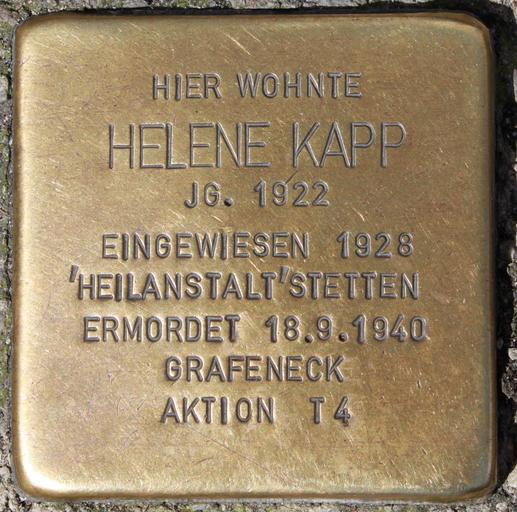 HIER WOHNTE
HELENE KAPP
JG. 1922
EINGEWIESEN 1928
'HEILANSTALT' STETTEN
ERMORDET 18.9.1940
GRAFENECK
AKTION T4